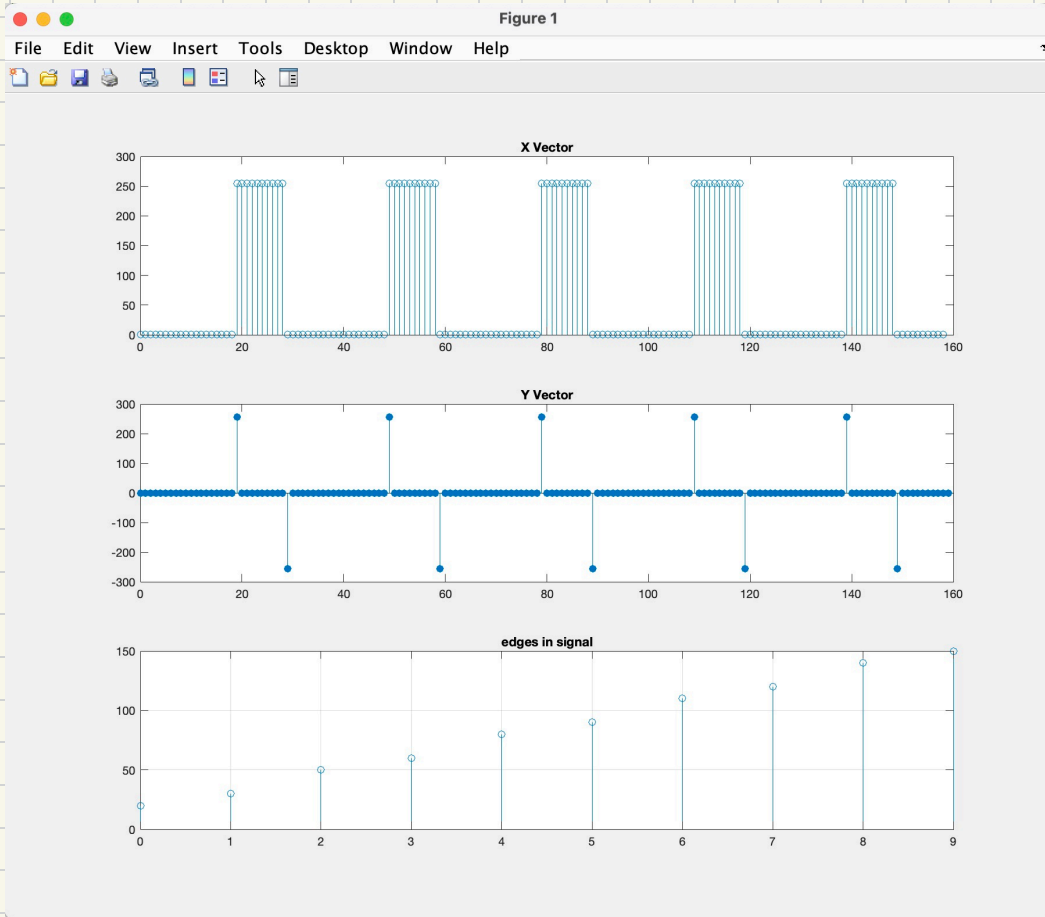 Figure 1
File Edit View Insert Tools Desktop Window Help
X Vector
300
250
200
150
100
50
0
0 20 40 60 80 100 120 140 160
Y Vector
300
200
100
0
-100
-200
-300
0 20 40 60 80 100 120 140 160
edges in signal
150
100
50
0
0 1 2 3 4 5 6 7 8 9